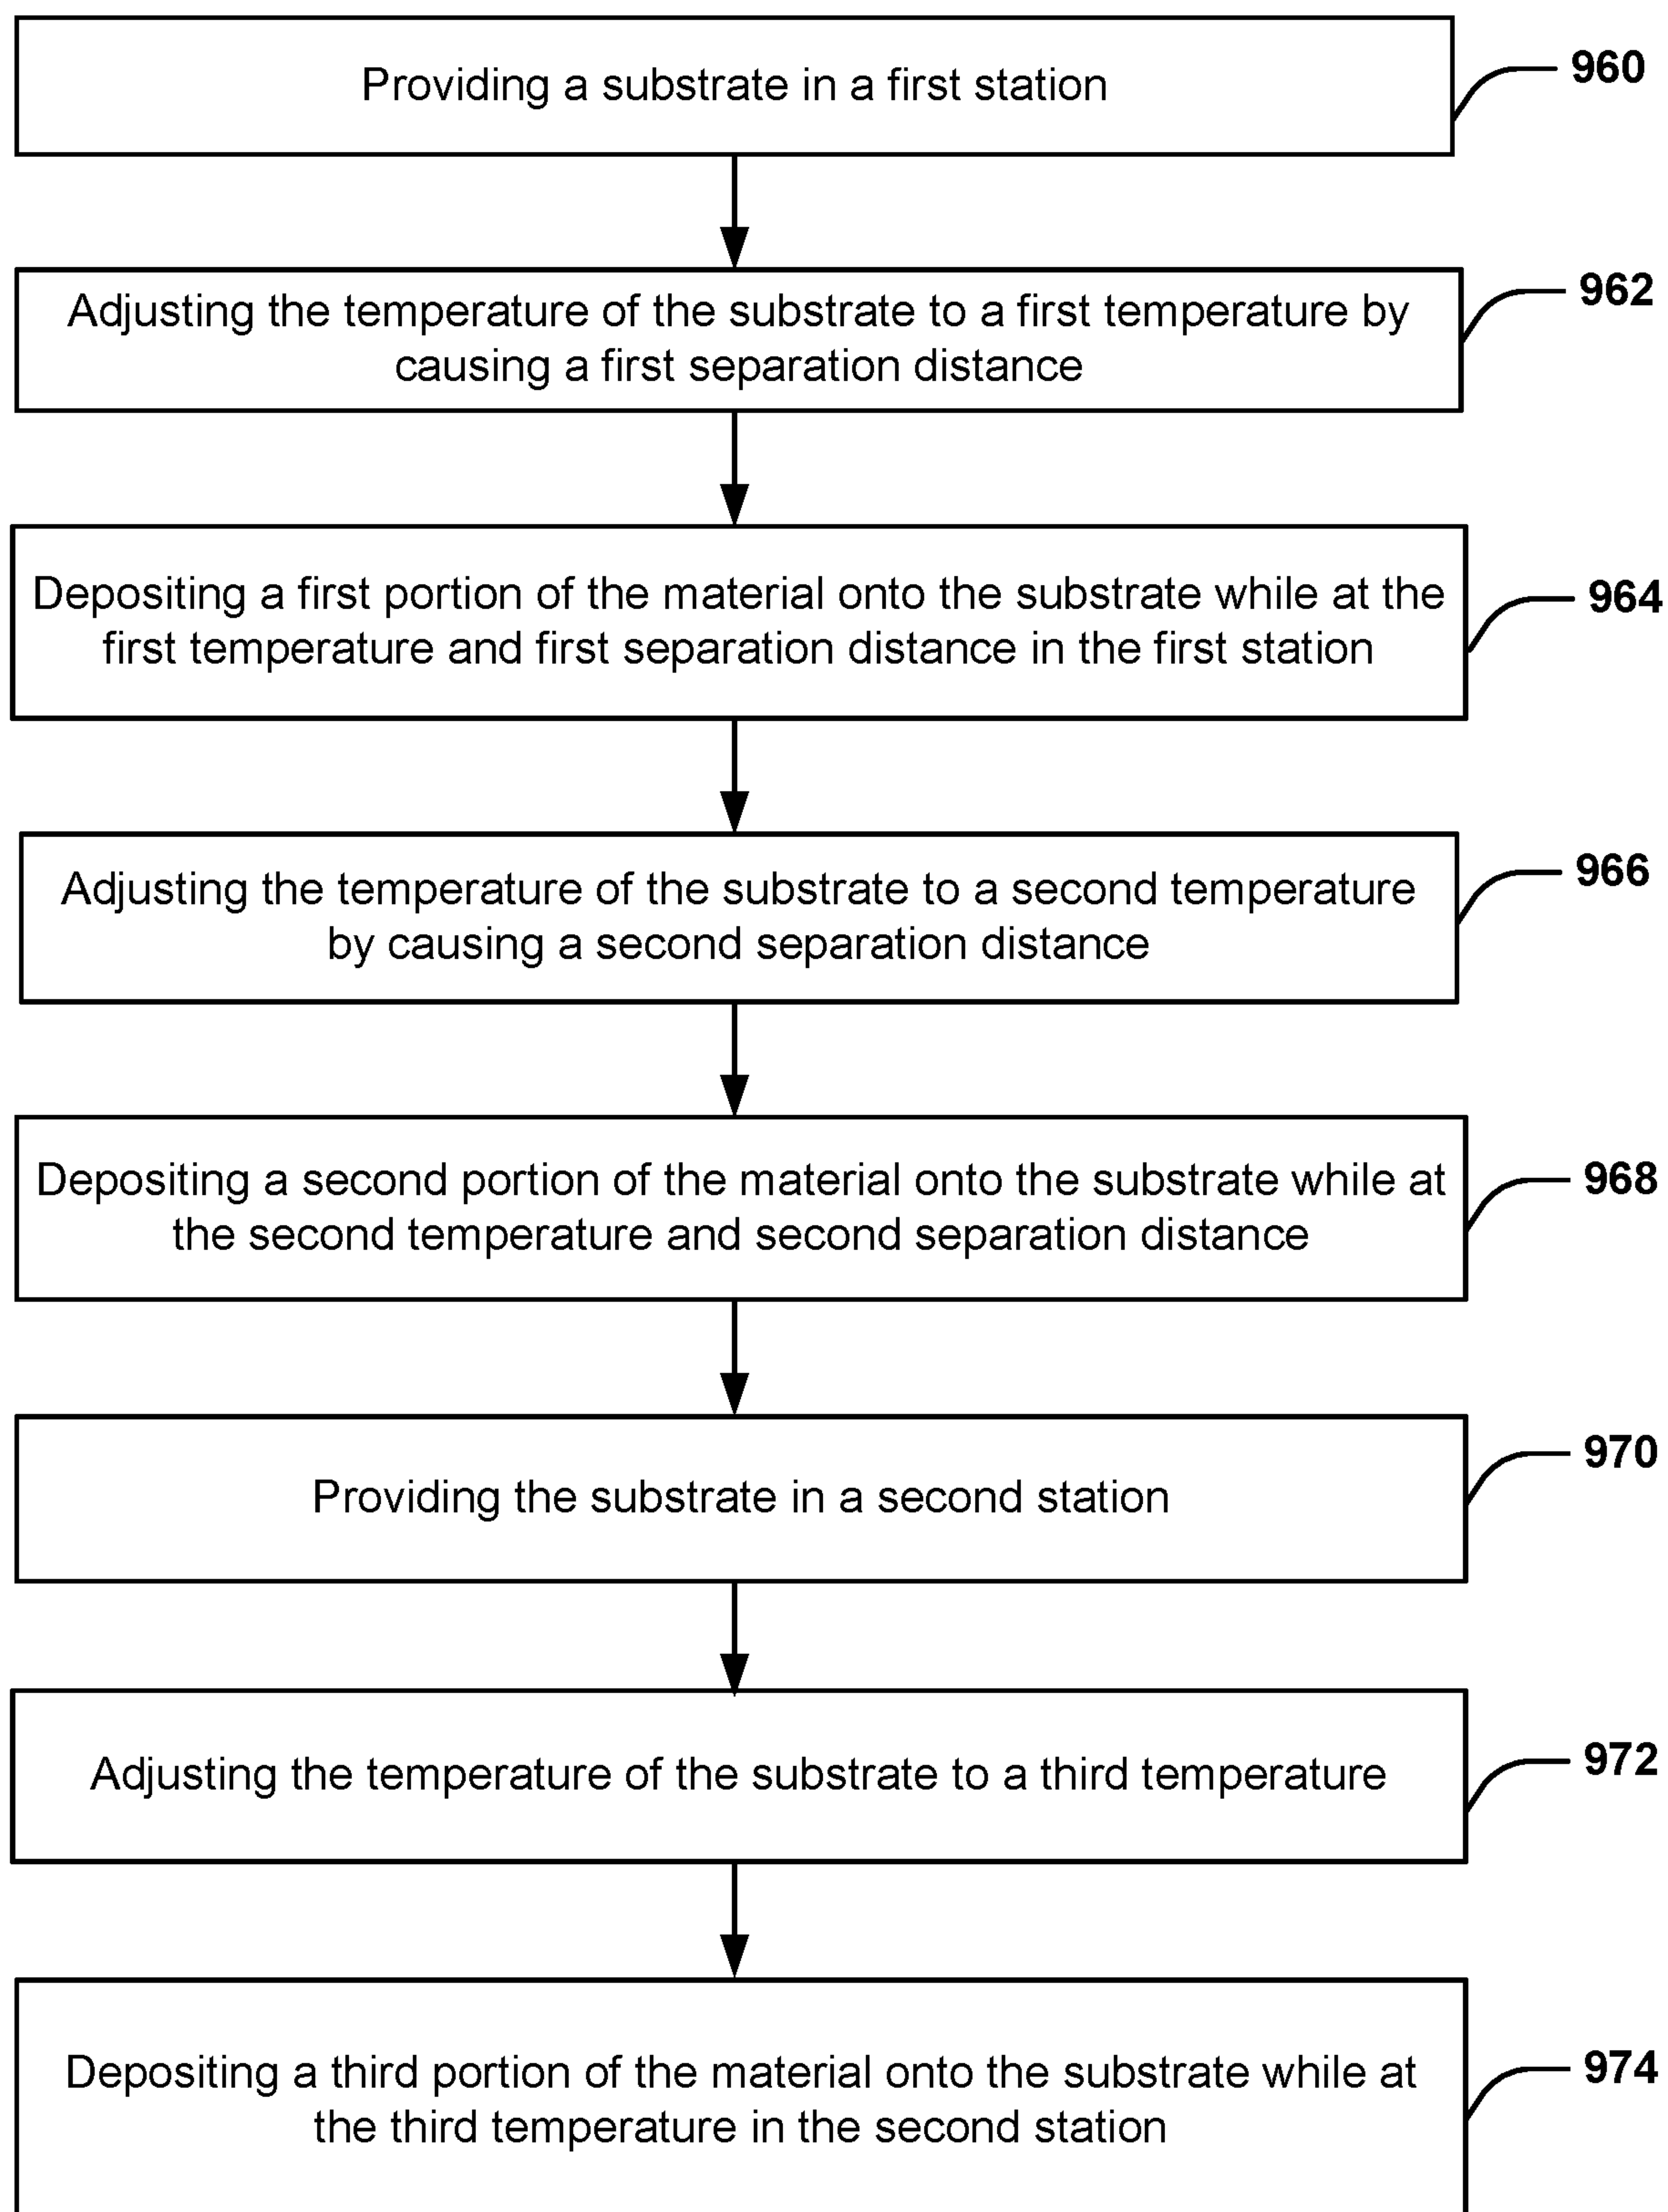 Providing a substrate in a first station
960
Adjusting the temperature of the substrate to a first temperature by
causing a first separation distance
962
Depositing a first portion of the material onto the substrate while at the
first temperature and first separation distance in the first station
964
Adjusting the temperature of the substrate to a second temperature
by causing a second separation distance
966
Depositing a second portion of the material onto the substrate while at
the second temperature and second separation distance
968
Providing the substrate in a second station
970
Adjusting the temperature of the substrate to a third temperature
972
Depositing a third portion of the material onto the substrate while at
the third temperature in the second station
974